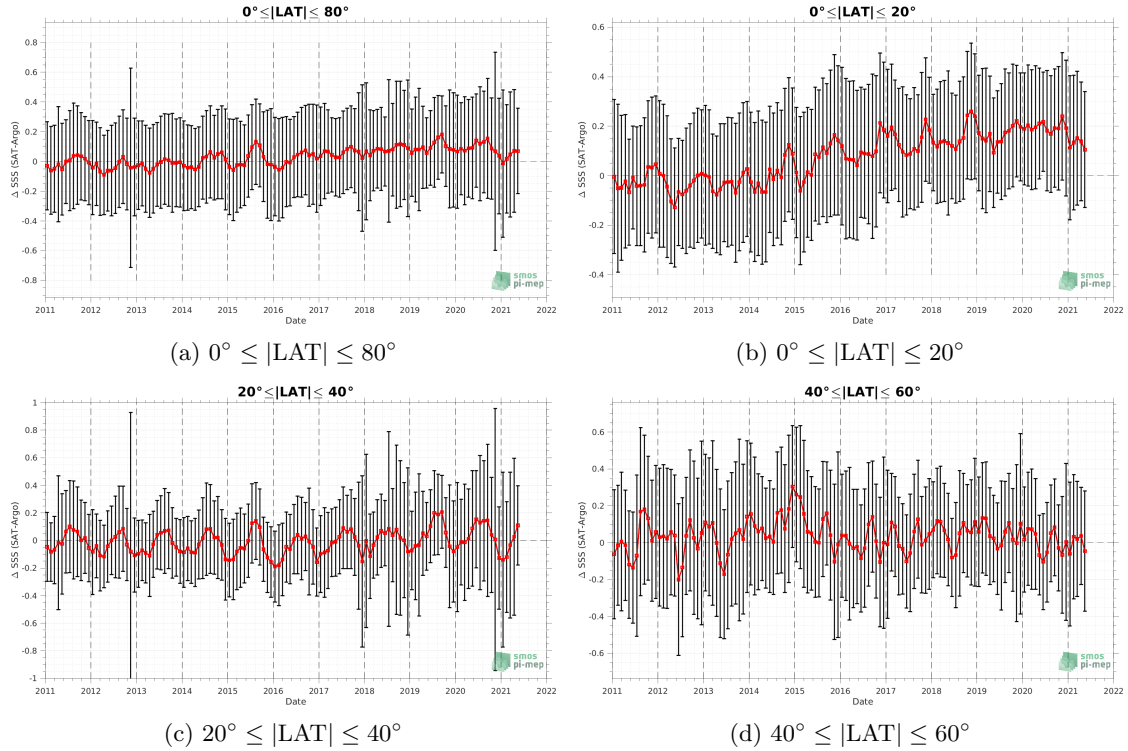 0°≤|LAT|≤ 80°
Δ SSS (SAT-Argo)
0.8
0.6
0.4
0.2
0
-0.2
-0.4
-0.6
-0.8
2011 2012 2013 2014 2015 2016 2017 2018 2019 2020 2021 2022
Date
smos
pi-mep
(a) 0° ≤ |LAT| ≤ 80°
0°≤|LAT|≤ 20°
Δ SSS (SAT-Argo)
0.6
0.4
0.2
0
-0.2
-0.4
2011 2012 2013 2014 2015 2016 2017 2018 2019 2020 2021 2022
Date
smos
pi-mep
(b) 0° ≤ |LAT| ≤ 20°
20°≤|LAT|≤ 40°
Δ SSS (SAT-Argo)
1
0.8
0.6
0.4
0.2
0
-0.2
-0.4
-0.6
-0.8
-1
2011 2012 2013 2014 2015 2016 2017 2018 2019 2020 2021 2022
Date
smos
pi-mep
(c) 20° ≤ |LAT| ≤ 40°
40°≤|LAT|≤ 60°
Δ SSS (SAT-Argo)
0.6
0.4
0.2
0
-0.2
-0.4
-0.6
2011 2012 2013 2014 2015 2016 2017 2018 2019 2020 2021 2022
Date
smos
pi-mep
(d) 40° ≤ |LAT| ≤ 60°